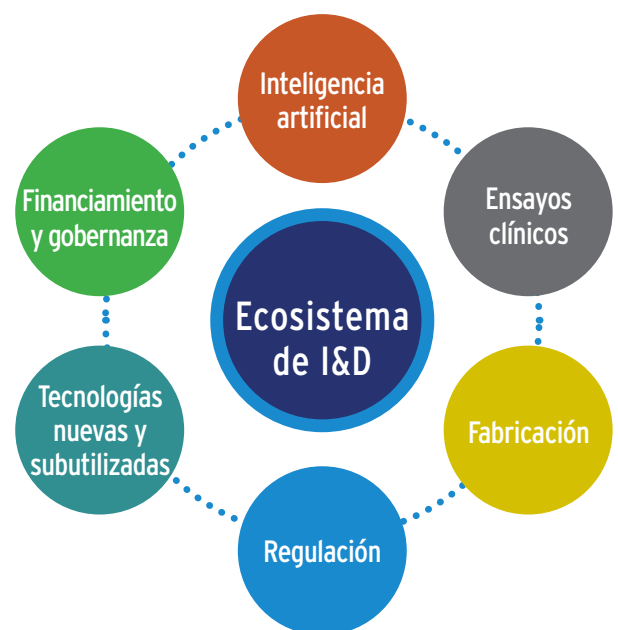 Inteligencia
artificial
Ensayos
clínicos
Fabricación
Regulación
Tecnologías
nuevas y
subutilizadas
Financiamiento
y gobernanza
Ecosistema
de I&D